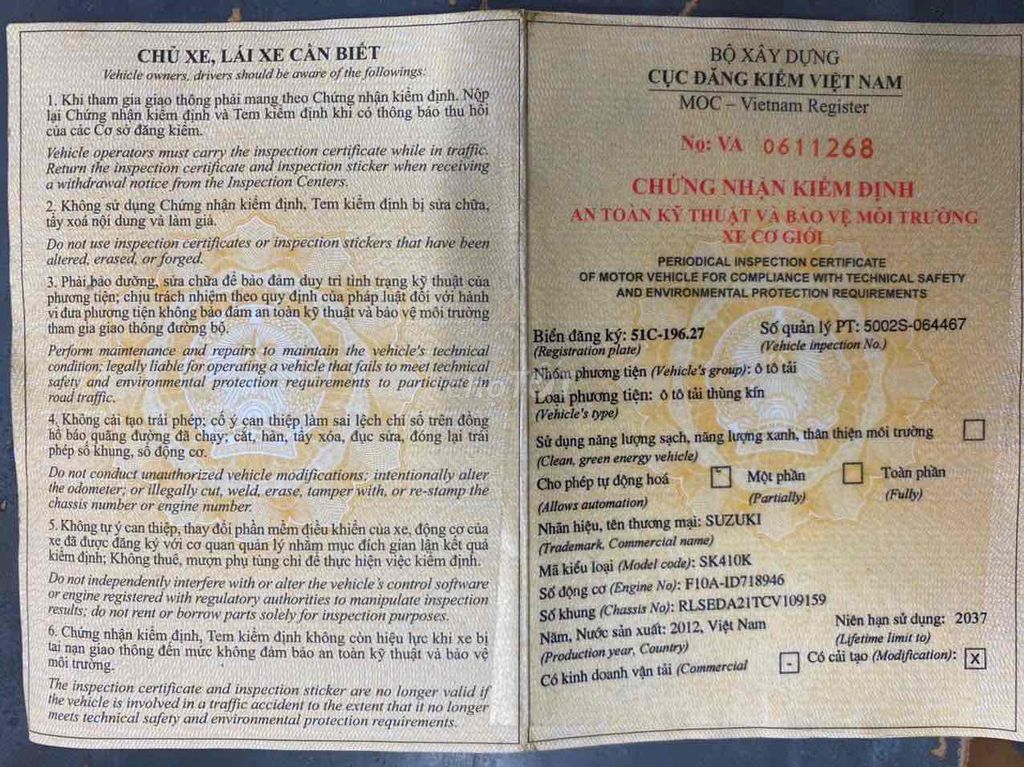 CHỦ XE, LÁI XE CẦN BIẾT
Vehicle owners, drivers should be aware of the followings:
1. Khi tham gia giao thông phải mang theo Chứng nhận kiểm định. Nộp
lại Chứng nhận kiểm định và Tem kiểm định khi có thông báo thu hồi
của các Cơ sở đăng kiểm.
Vehicle operators must carry the inspection certificate while in traffic.
Return the inspection certificate and inspection sticker when receiving
a withdrawal notice from the Inspection Centers.
2. Không sử dụng Chứng nhận kiểm định, Tem kiểm định bị sửa chữa,
tẩy xoá nội dung và làm giả.
Do not use inspection certificates or inspection stickers that have been
altered, erased, or forged.
3. Phải bảo dưỡng, sửa chữa để bảo đảm duy trì tình trạng kỹ thuật của
phương tiện; chịu trách nhiệm theo quy định của pháp luật đối với hành
vi đưa phương tiện không bảo đảm an toàn kỹ thuật và bảo vệ môi trường
tham gia giao thông đường bộ.
Perform maintenance and repairs to maintain the vehicle's technical
condition; legally liable for operating a vehicle that fails to meet technical
safety and environmental protection requirements to participate in
road traffic.
4. Không cải tạo trái phép; cố ý can thiệp làm sai lệch chỉ số trên đồng
hồ báo quãng đường đã chạy; cắt, hàn, tẩy xóa, đục sửa, đóng lại trái
phép số khung, số động cơ.
Do not conduct unauthorized vehicle modifications; intentionally alter
the odometer; or illegally cut, weld, erase, tamper with, or re-stamp the
chassis number or engine number.
5. Không tự ý can thiệp, thay đổi phần mềm điều khiển của xe, động cơ của
xe đã được đăng ký với cơ quan quản lý nhằm mục đích gian lận kết quả
kiểm định; Không thuê, mượn phụ tùng chỉ để thực hiện việc kiểm định.
Do not independently interfere with or alter the vehicle's control software
or engine registered with regulatory authorities to manipulate inspection
results; do not rent or borrow parts solely for inspection purposes.
6. Chứng nhận kiểm định, Tem kiểm định không còn hiệu lực khi xe bị
tai nạn giao thông đến mức không đảm bảo an toàn kỹ thuật và bảo vệ
môi trường.
The inspection certificate and inspection sticker are no longer valid if
the vehicle is involved in a traffic accident to the extent that it no longer
meets technical safety and environmental protection requirements.
BỘ XÂY DỰNG
CỤC ĐĂNG KIỂM VIỆT NAM
MOC – Vietnam Register
Nọ: VA 0611268
CHỨNG NHẬN KIỂM ĐỊNH
AN TOÀN KỸ THUẬT VÀ BẢO VỆ MÔI TRƯỜNG
XE CƠ GIỚI
PERIODICAL INSPECTION CERTIFICATE
OF MOTOR VEHICLE FOR COMPLIANCE WITH TECHNICAL SAFETY
AND ENVIRONMENTAL PROTECTION REQUIREMENTS
Biển đăng ký: 51C-196.27 Số quản lý PT: 5002S-064467
(Registration plate) (Vehicle inpection No.)
Nhóm phương tiện (Vehicle's group): ô tô tải
Loại phương tiện: ô tô tải thùng kín
(Vehicle's type)
Sử dụng năng lượng sạch, năng lượng xanh, thân thiện môi trường
(Clean, green energy vehicle)
Cho phép tự động hoá - Một phần Toàn phần
(Allows automation) (Partially) (Fully)
Nhãn hiệu, tên thương mại: SUZUKI
(Trademark, Commercial name)
Mã kiểu loại (Model code): SK410K
Số động cơ (Engine No): F10A-ID718946
Số khung (Chassis No): RLSEDA21TCV109159
Năm, Nước sản xuất: 2012, Việt Nam Niên hạn sử dụng: 2037
(Production year, Country) (Lifetime limit to)
Có kinh doanh vận tải (Commercial - Có cải tạo (Modification): X